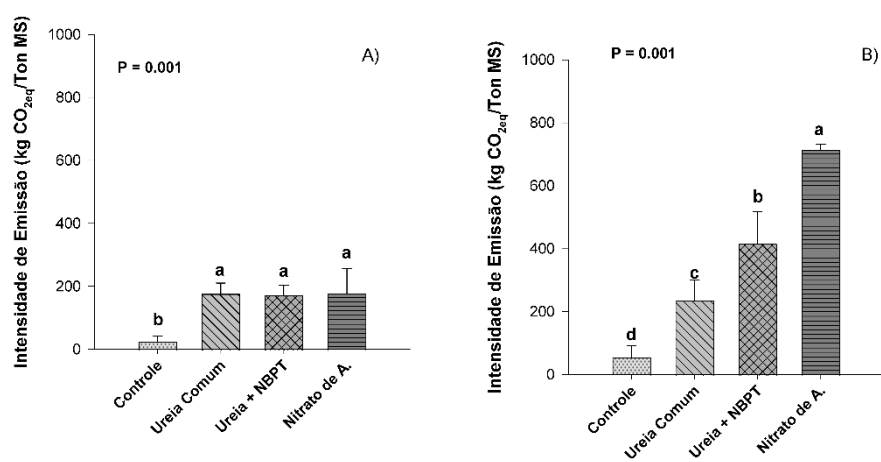 Intensidade de Emissão (kg CO2eq/Ton MS)
1000
800
600
400
200
0
P = 0.001
A)
b
a
a
a
Controle
Ureia Comum
Ureia + NBPT
Nitrato de A.
Intensidade de Emissão (kg CO2eq/Ton MS)
1000
800
600
400
200
0
P = 0.001
B)
d
c
b
a
Controle
Ureia Comum
Ureia + NBPT
Nitrato de A.